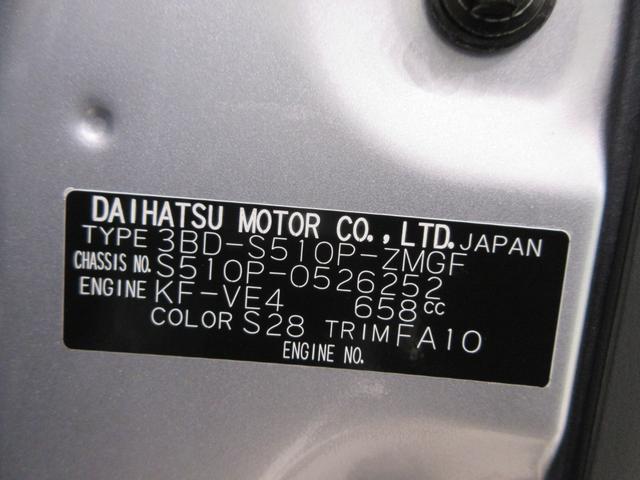 DAIHATSU MOTOR CO., LTD. JAPAN
TYPE 3BD-S510P-ZMGF
CHASSIS NO. S510P-0526252
ENGINE KF-VE4 658cc
COLOR S28 TRIM FA10
ENGINE NO.